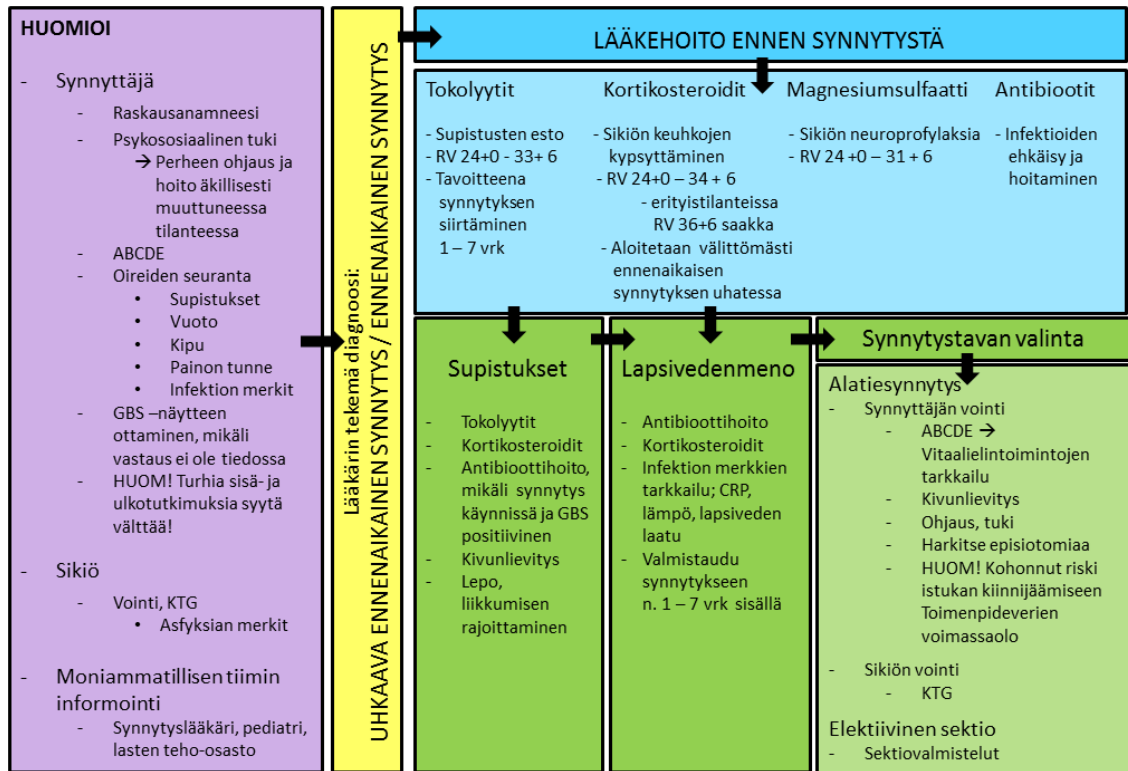 HUOMIOI
- Synnyttäjä
- Raskausanamneesi
- Psykososiaalinen tuki
→ Perheen ohjaus ja
hoito äkillisesti
muuttuneessa
tilanteessa
- ABCDE
- Oireiden seuranta
• Supistukset
• Vuoto
• Kipu
• Painon tunne
• Infektion merkit
- GBS –näytteen
ottaminen, mikäli
vastaus ei ole tiedossa
- HUOM! Turhia sisä- ja
ulkotutkimuksia syytä
välttää!
- Sikiö
- Vointi, KTG
• Asfyksian merkit
- Moniammatillisen tiimin
informointi
- Synnytyslääkäri, pediatri,
lasten teho-osasto
Lääkärin tekemä diagnoosi:
UHKAAVA ENNENAIKAINEN SYNNYTYS / ENNENAIKAINEN SYNNYTYS
LÄÄKEHOITO ENNEN SYNNYTYSTÄ
Tokolyytit
- Supistusten esto
- RV 24+0 - 33+ 6
- Tavoitteena
synnytyksen
siirtäminen
1 – 7 vrk
Kortikosteroidit
- Sikiön keuhkojen
kypsyttäminen
- RV 24+0 – 34 + 6
- erityistilanteissa
RV 36+6 saakka
- Aloitetaan välittömästi
ennenaikaisen
synnytyksen uhatessa
Magnesiumsulfaatti
- Sikiön neuroprofylaksia
- RV 24 +0 – 31 + 6
Antibiootit
- Infektioiden
ehkäisy ja
hoitaminen
Supistukset
- Tokolyytit
- Kortikosteroidit
- Antibioottihoito,
mikäli synnytys
käynnissä ja GBS
positiivinen
- Kivunlievitys
- Lepo,
liikkumisen
rajoittaminen
Lapsivedenmeno
- Antibioottihoito
- Kortikosteroidit
- Infektion merkkien
tarkkailu; CRP,
lämpö, lapsiveden
laatu
- Valmistaudu
synnytykseen
n. 1 – 7 vrk sisällä
Synnytystavan valinta
Alatiesynnytys
- Synnyttäjän vointi
- ABCDE →
Vitaalielintoimintojen
tarkkailu
- Kivunlievitys
- Ohjaus, tuki
- Harkitse episiotomiaa
- HUOM! Kohonnut riski
istukan kiinnijäämiseen
Toimenpideverien
voimassaolo
- Sikiön vointi
- KTG
Elektiivinen sektio
- Sektiovalmistelut